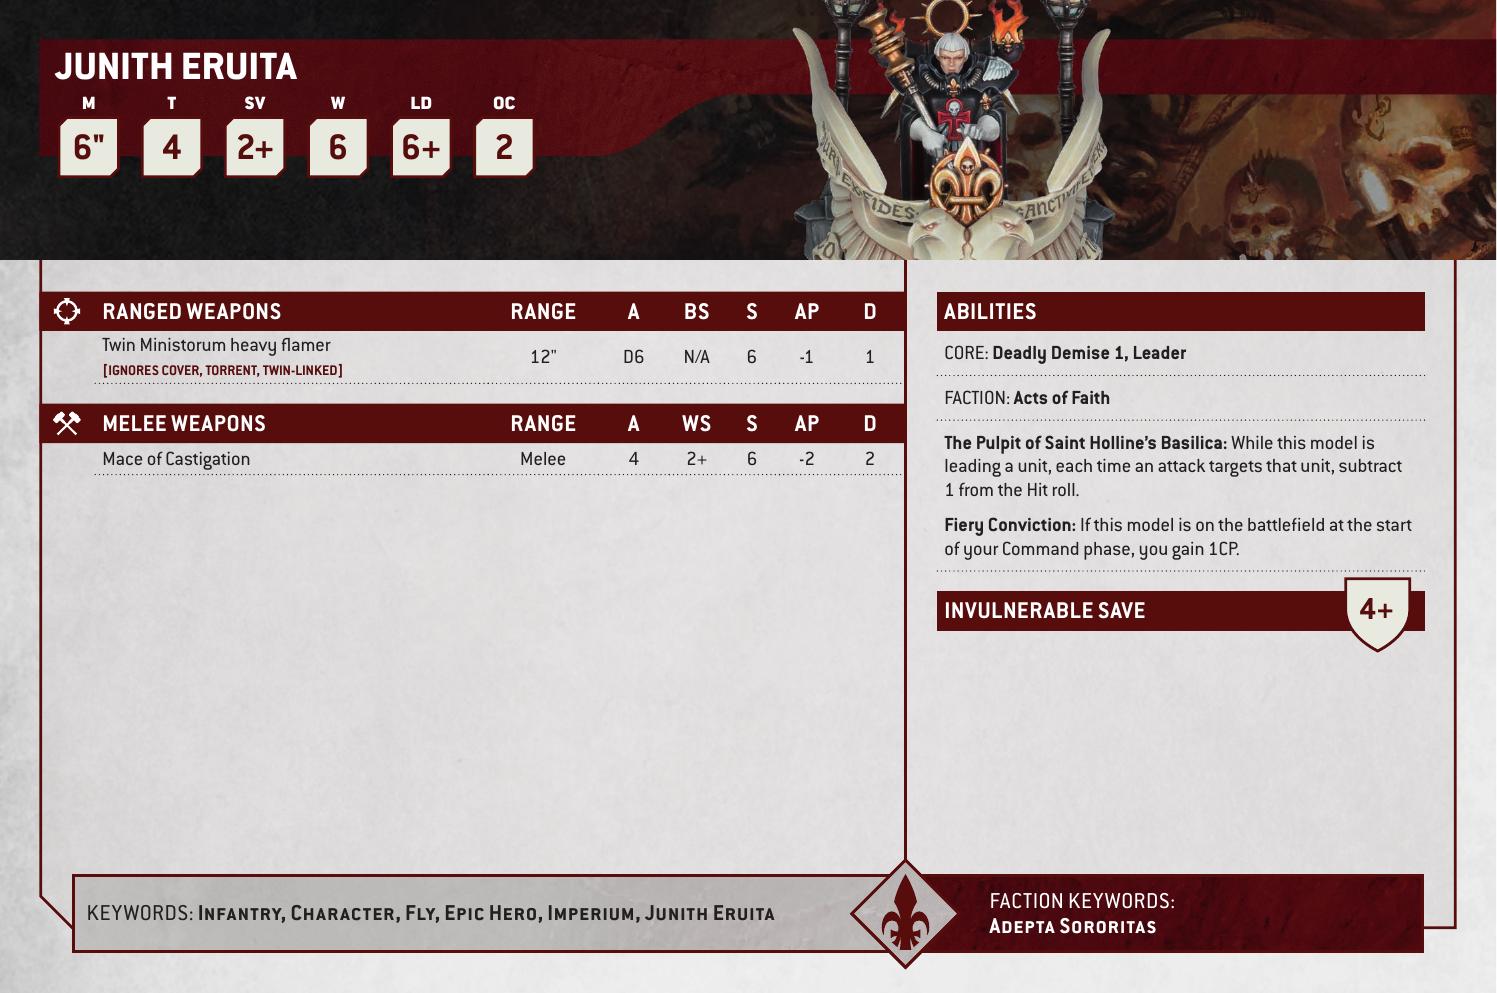 JUNITH ERUITA
M T SV W LD OC
6" 4 2+ 6 6+ 2
EXCIDES
SANCTIM
RANGED WEAPONS RANGE A BS S AP D
Twin Ministorum heavy flamer 12" D6 N/A 6 -1 1
[IGNORES COVER, TORRENT, TWIN-LINKED]
MELEE WEAPONS RANGE A WS S AP D
Mace of Castigation Melee 4 2+ 6 -2 2
ABILITIES
CORE: Deadly Demise 1, Leader
FACTION: Acts of Faith
The Pulpit of Saint Holline’s Basilica: While this model is
leading a unit, each time an attack targets that unit, subtract
1 from the Hit roll.
Fiery Conviction: If this model is on the battlefield at the start
of your Command phase, you gain 1CP.
INVULNERABLE SAVE 4+
KEYWORDS: INFANTRY, CHARACTER, FLY, EPIC HERO, IMPERIUM, JUNITH ERUITA
FACTION KEYWORDS:
ADEPTA SORORITAS